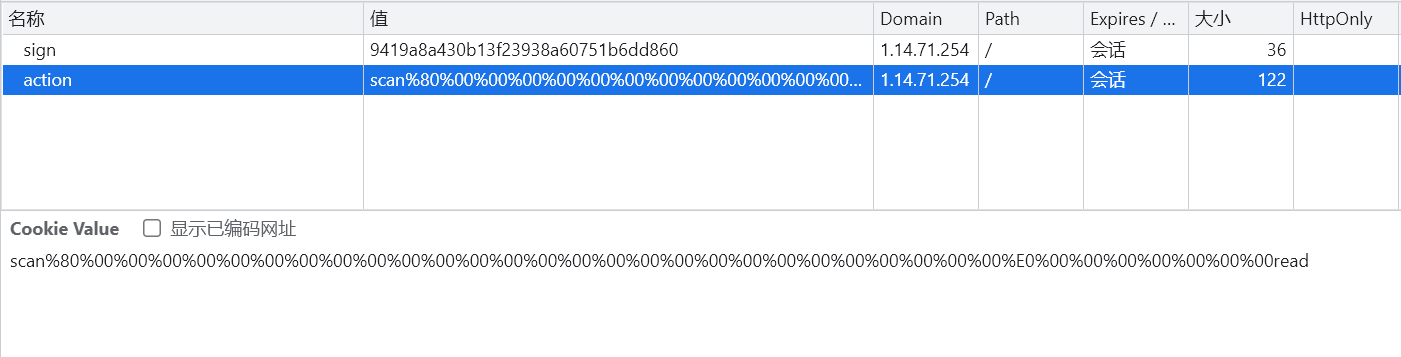 名称 值 Domain Path Expires / ... 大小 HttpOnly
sign 9419a8a430b13f23938a60751b6dd860 1.14.71.254 / 会话 36
action scan%80%00%00%00%00%00%00%00%00%00%00%00%00... 1.14.71.254 / 会话 122
Cookie Value 显示已编码网址
scan%80%00%00%00%00%00%00%00%00%00%00%00%00%00%00%00%00%00%00%00%00%00%00%00%00%00%00%00%E0%00%00%00%00%00%00%00read